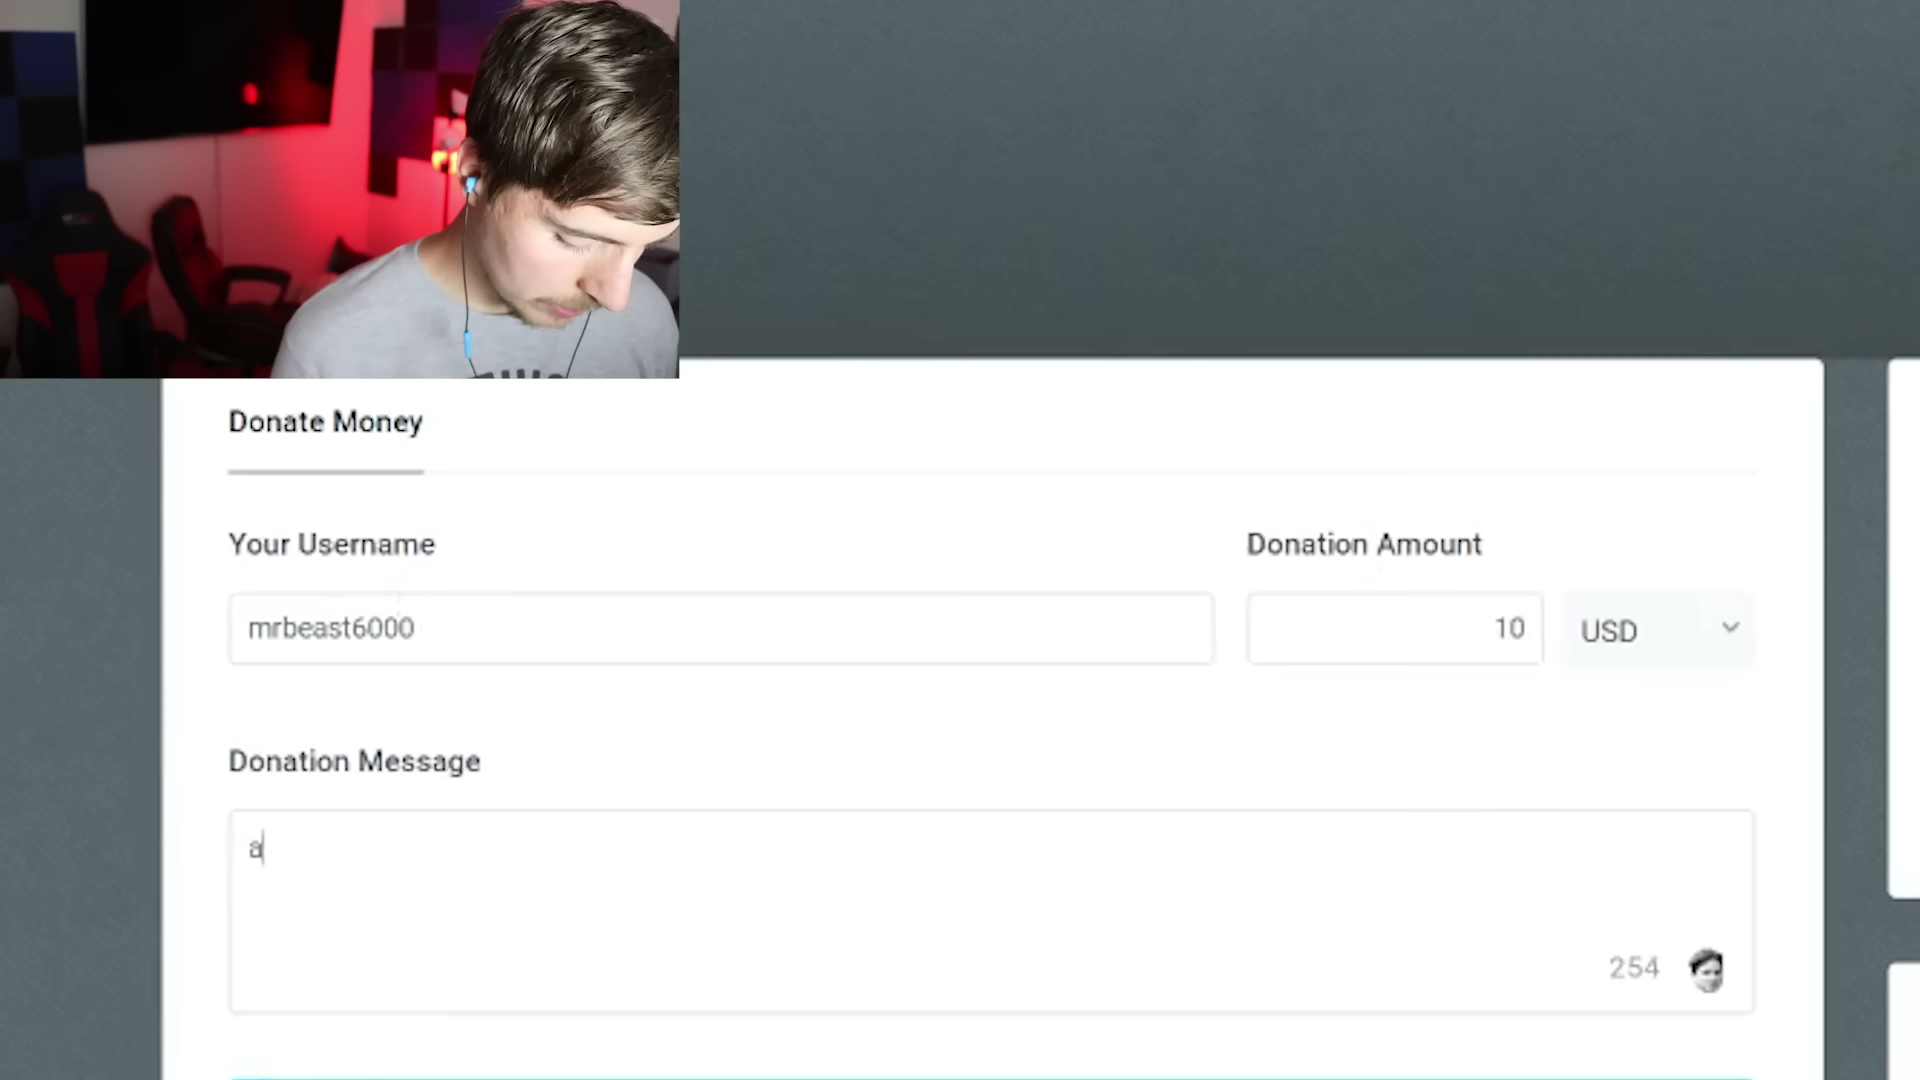 Donate Money
Your Username
Donation Amount
mrbeast6000
10
USD
Donation Message
a
254